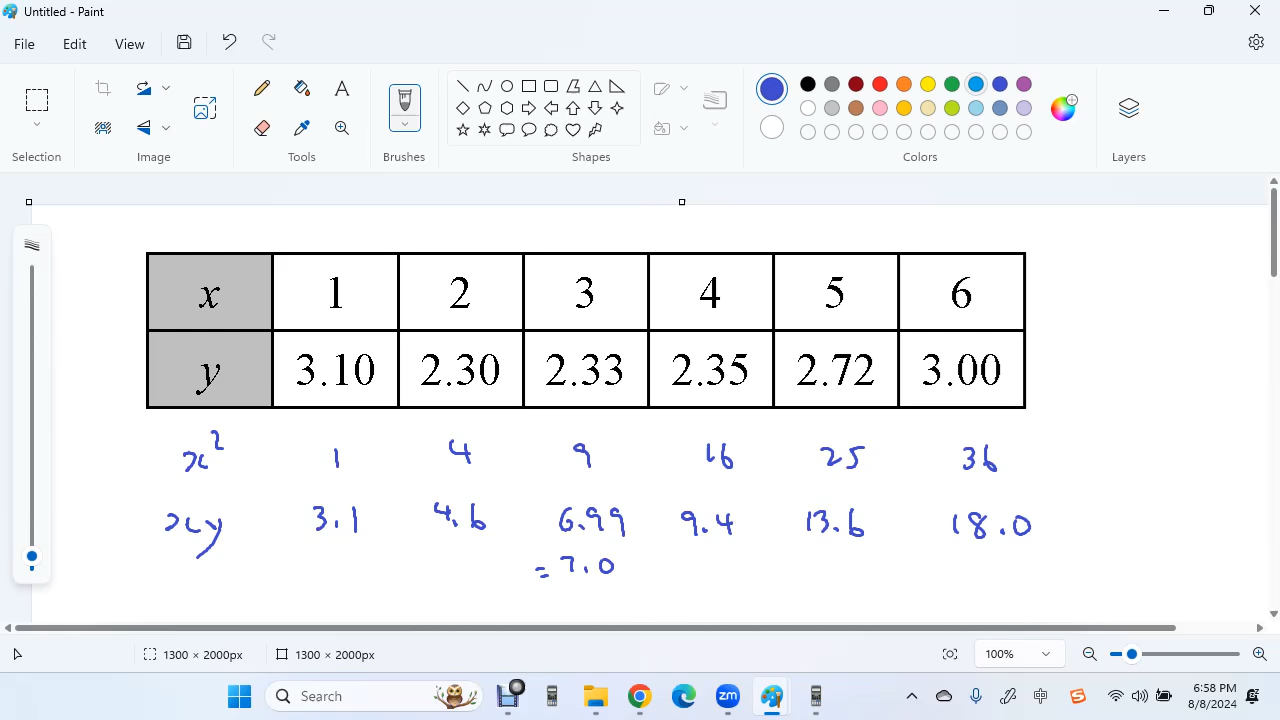 Untitled - Paint
File Edit View
Selection Image Tools Brushes Shapes Colors Layers
x 1 2 3 4 5 6
y 3.10 2.30 2.33 2.35 2.72 3.00
x² 1 4 9 16 25 36
xy 3.1 4.6 6.99 9.4 13.6 18.0
= 7.0
1300 × 2000px 1300 × 2000px 100%
Search zm 中 S 6:58 PM
8/8/2024